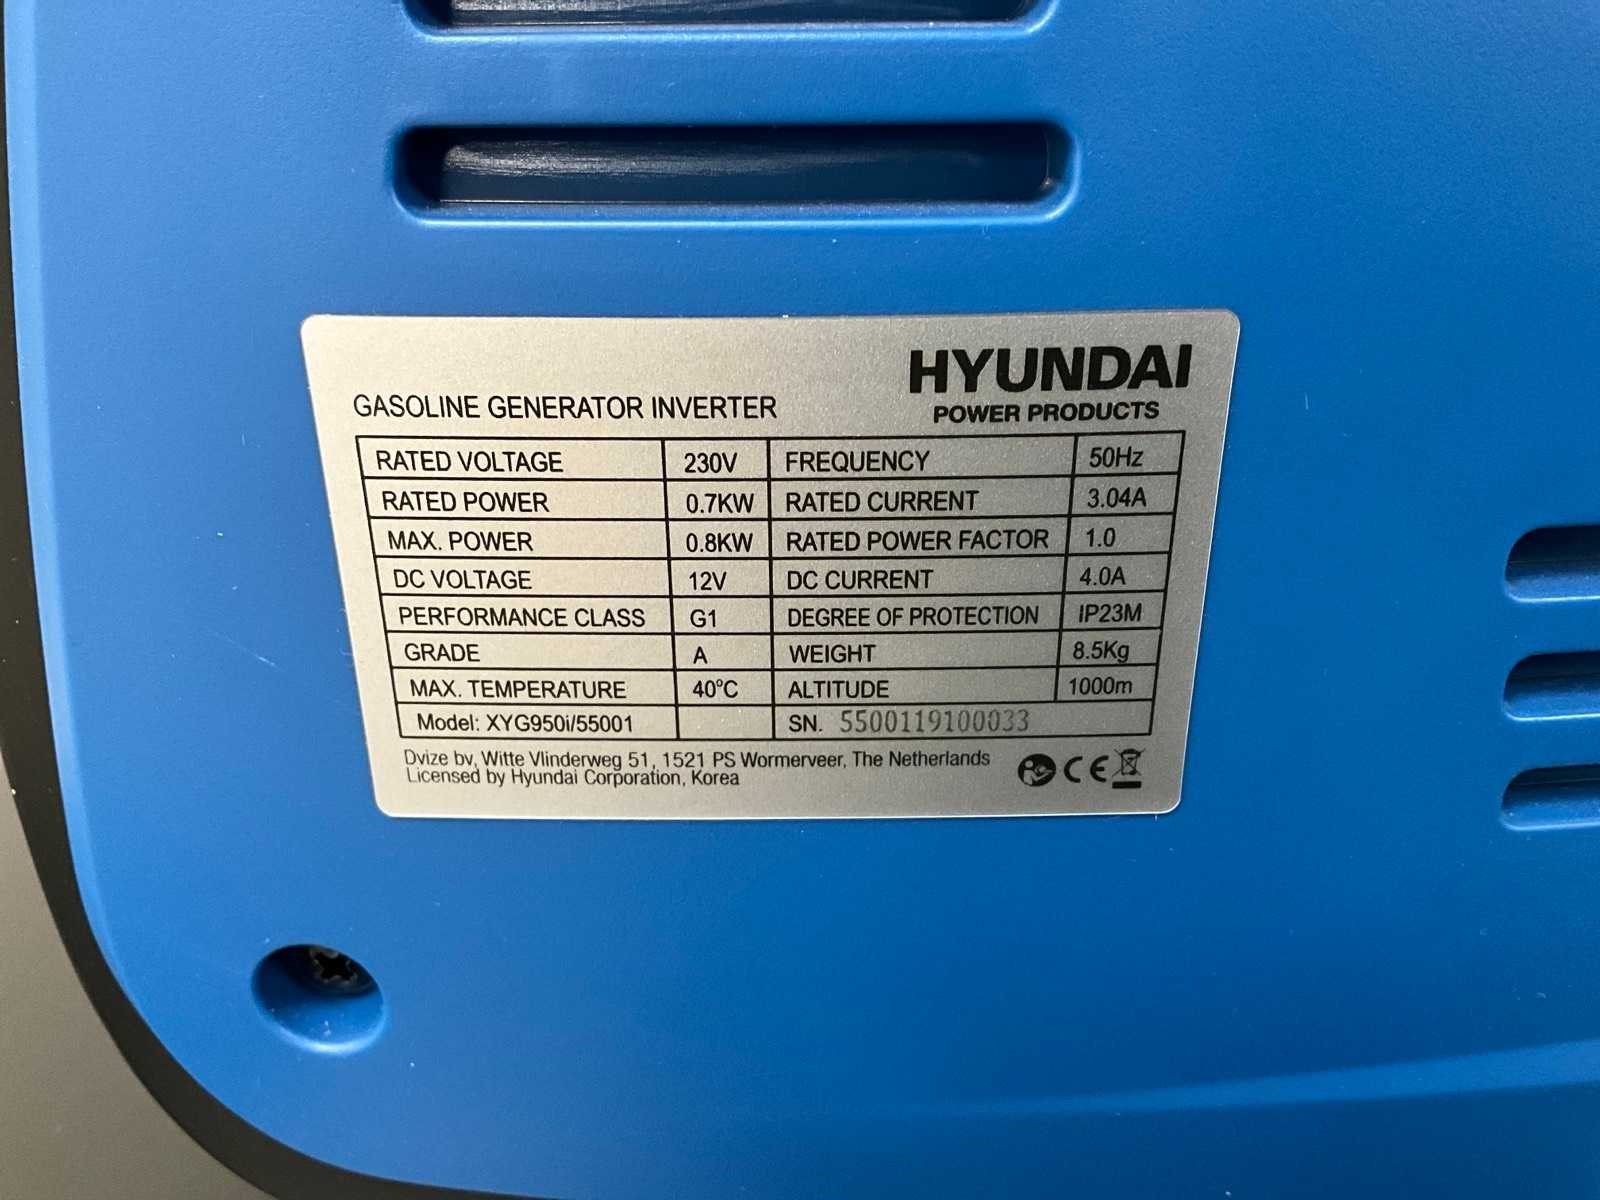 HYUNDAI
POWER PRODUCTS
GASOLINE GENERATOR INVERTER
RATED VOLTAGE 230V FREQUENCY 50Hz
RATED POWER 0.7KW RATED CURRENT 3.04A
MAX. POWER 0.8KW RATED POWER FACTOR 1.0
DC VOLTAGE 12V DC CURRENT 4.0A
PERFORMANCE CLASS G1 DEGREE OF PROTECTION IP23M
GRADE A WEIGHT 8.5Kg
MAX. TEMPERATURE 40°C ALTITUDE 1000m
Model: XYG950i/55001 SN. 5500119100033
Dvize bv, Witte Vlinderweg 51, 1521 PS Wormerveer, The Netherlands
Licensed by Hyundai Corporation, Korea
CE